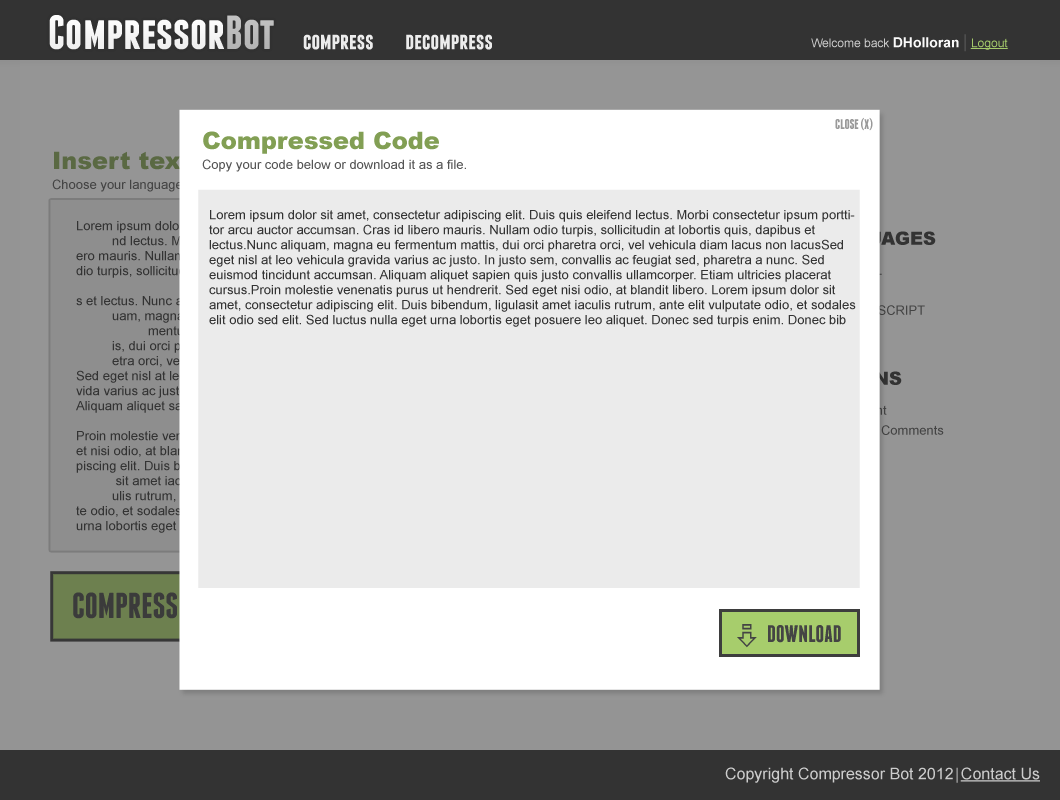 COMPRESSORBOT
COMPRESS
DECOMPRESS
Welcome back DHolloran | Logout
CLOSE (X)
Compressed Code
Copy your code below or download it as a file.
Lorem ipsum dolor sit amet, consectetur adipiscing elit. Duis quis eleifend lectus. Morbi consectetur ipsum portti-
tor arcu auctor accumsan. Cras id libero mauris. Nullam odio turpis, sollicitudin at lobortis quis, dapibus et
lectus.Nunc aliquam, magna eu fermentum mattis, dui orci pharetra orci, vel vehicula diam lacus non lacusSed
eget nisl at leo vehicula gravida varius ac justo. In justo sem, convallis ac feugiat sed, pharetra a nunc. Sed
euismod tincidunt accumsan. Aliquam aliquet sapien quis justo convallis ullamcorper. Etiam ultricies placerat
cursus.Proin molestie venenatis purus ut hendrerit. Sed eget nisi odio, at blandit libero. Lorem ipsum dolor sit
amet, consectetur adipiscing elit. Duis bibendum, ligulasit amet iaculis rutrum, ante elit vulputate odio, et sodales
elit odio sed elit. Sed luctus nulla eget urna lobortis eget posuere leo aliquet. Donec sed turpis enim. Donec bib
DOWNLOAD
Insert tex
Choose your language
Lorem ipsum dolo
nd lectus. M
ero mauris. Nullan
dio turpis, sollicitu
s et lectus. Nunc a
uam, magna
mentu
is, dui orci p
etra orci, ve
Sed eget nisl at le
vida varius ac just
Aliquam aliquet sa
Proin molestie ver
et nisi odio, at blar
piscing elit. Duis b
sit amet iac
ulis rutrum,
te odio, et sodales
urna lobortis eget
COMPRESS
AGES
SCRIPT
NS
nt
Comments
Copyright Compressor Bot 2012 | Contact Us